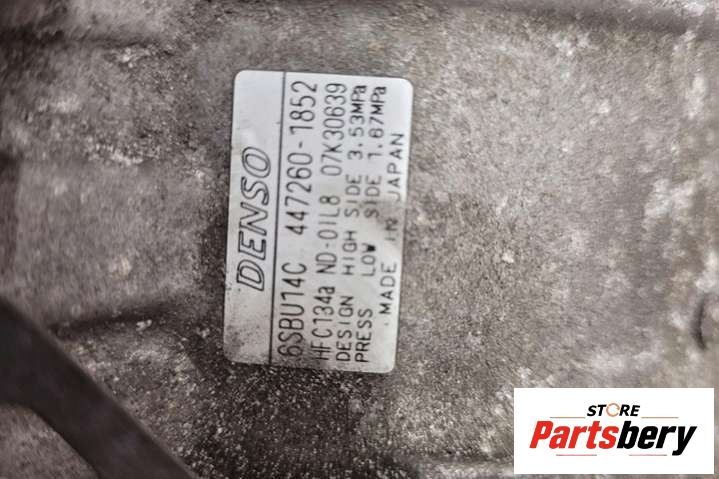 DENSO
6SBU14C 447260-1852
HFC134a ND-OIL8 07K30639
DESIGN HIGH SIDE 3.53MPa
PRESS LOW SIDE 1.67MPa
MADE IN JAPAN
STORE
Partsbery